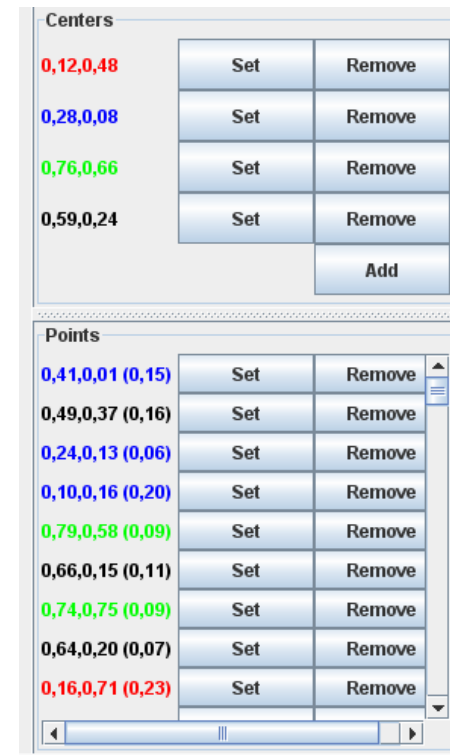 Centers
0,12,0,48 Set Remove
0,28,0,08 Set Remove
0,76,0,66 Set Remove
0,59,0,24 Set Remove
Add
Points
0,41,0,01 (0,15) Set Remove
0,49,0,37 (0,16) Set Remove
0,24,0,13 (0,06) Set Remove
0,10,0,16 (0,20) Set Remove
0,79,0,58 (0,09) Set Remove
0,66,0,15 (0,11) Set Remove
0,74,0,75 (0,09) Set Remove
0,64,0,20 (0,07) Set Remove
0,16,0,71 (0,23) Set Remove